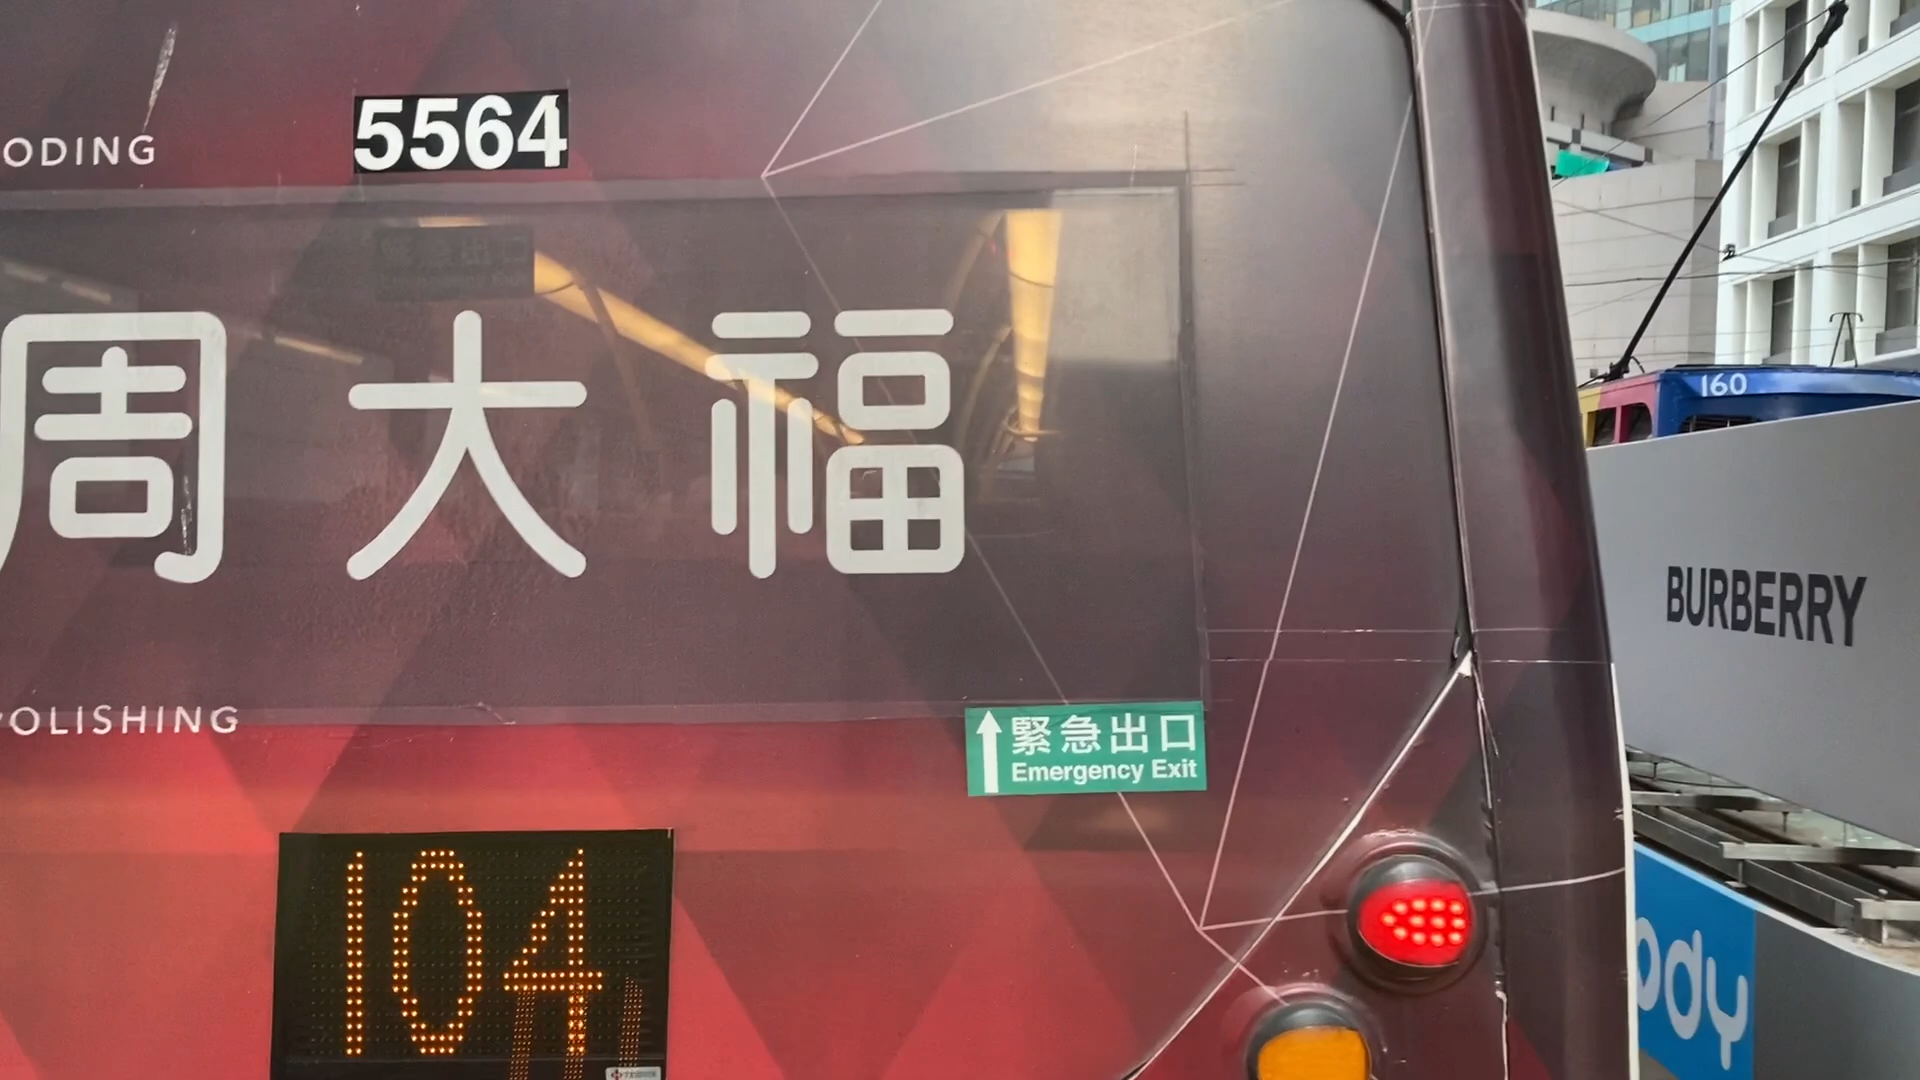 ODING
5564
周大福
OLISHING
緊急出口
Emergency Exit
104
160
BURBERRY
ody